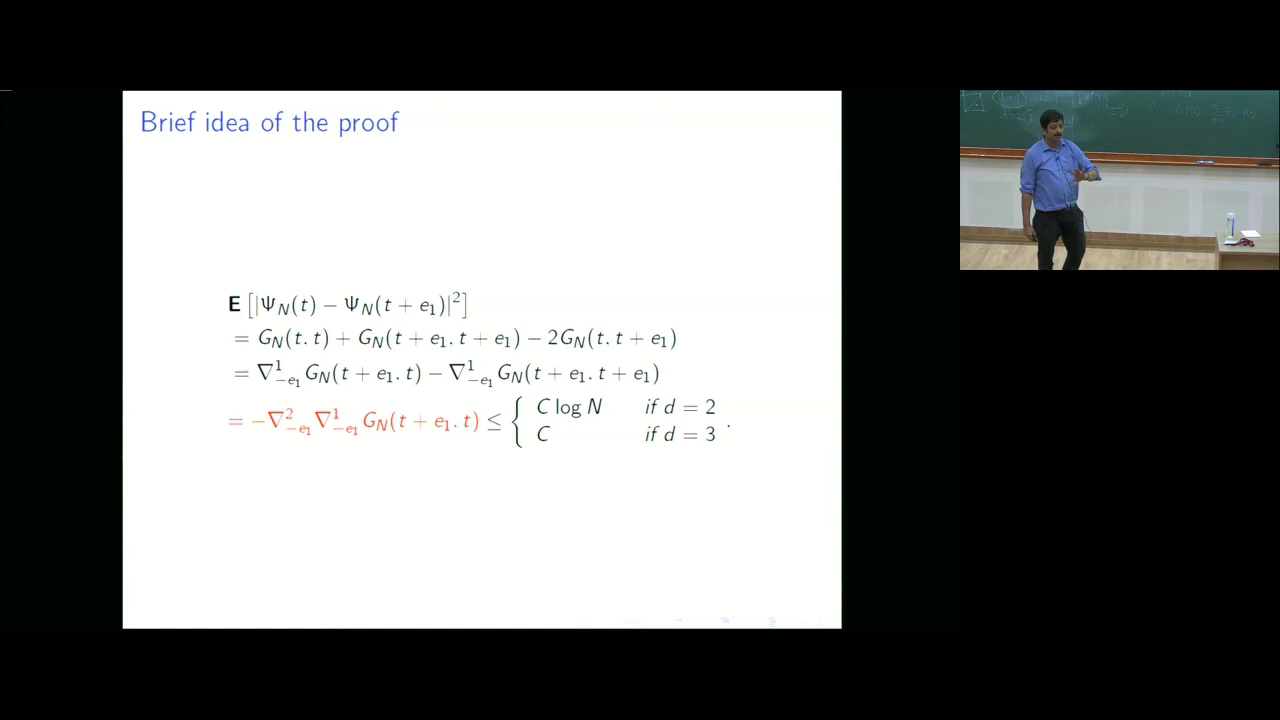 Brief idea of the proof
E [|Ψ_N(t) − Ψ_N(t + e_1)|^2]
= G_N(t. t) + G_N(t + e_1. t + e_1) − 2G_N(t. t + e_1)
= ∇^1_{−e_1} G_N(t + e_1. t) − ∇^1_{−e_1} G_N(t + e_1. t + e_1)
= −∇^2_{−e_1} ∇^1_{−e_1} G_N(t + e_1. t) ≤ { C log N if d = 2
C if d = 3 .